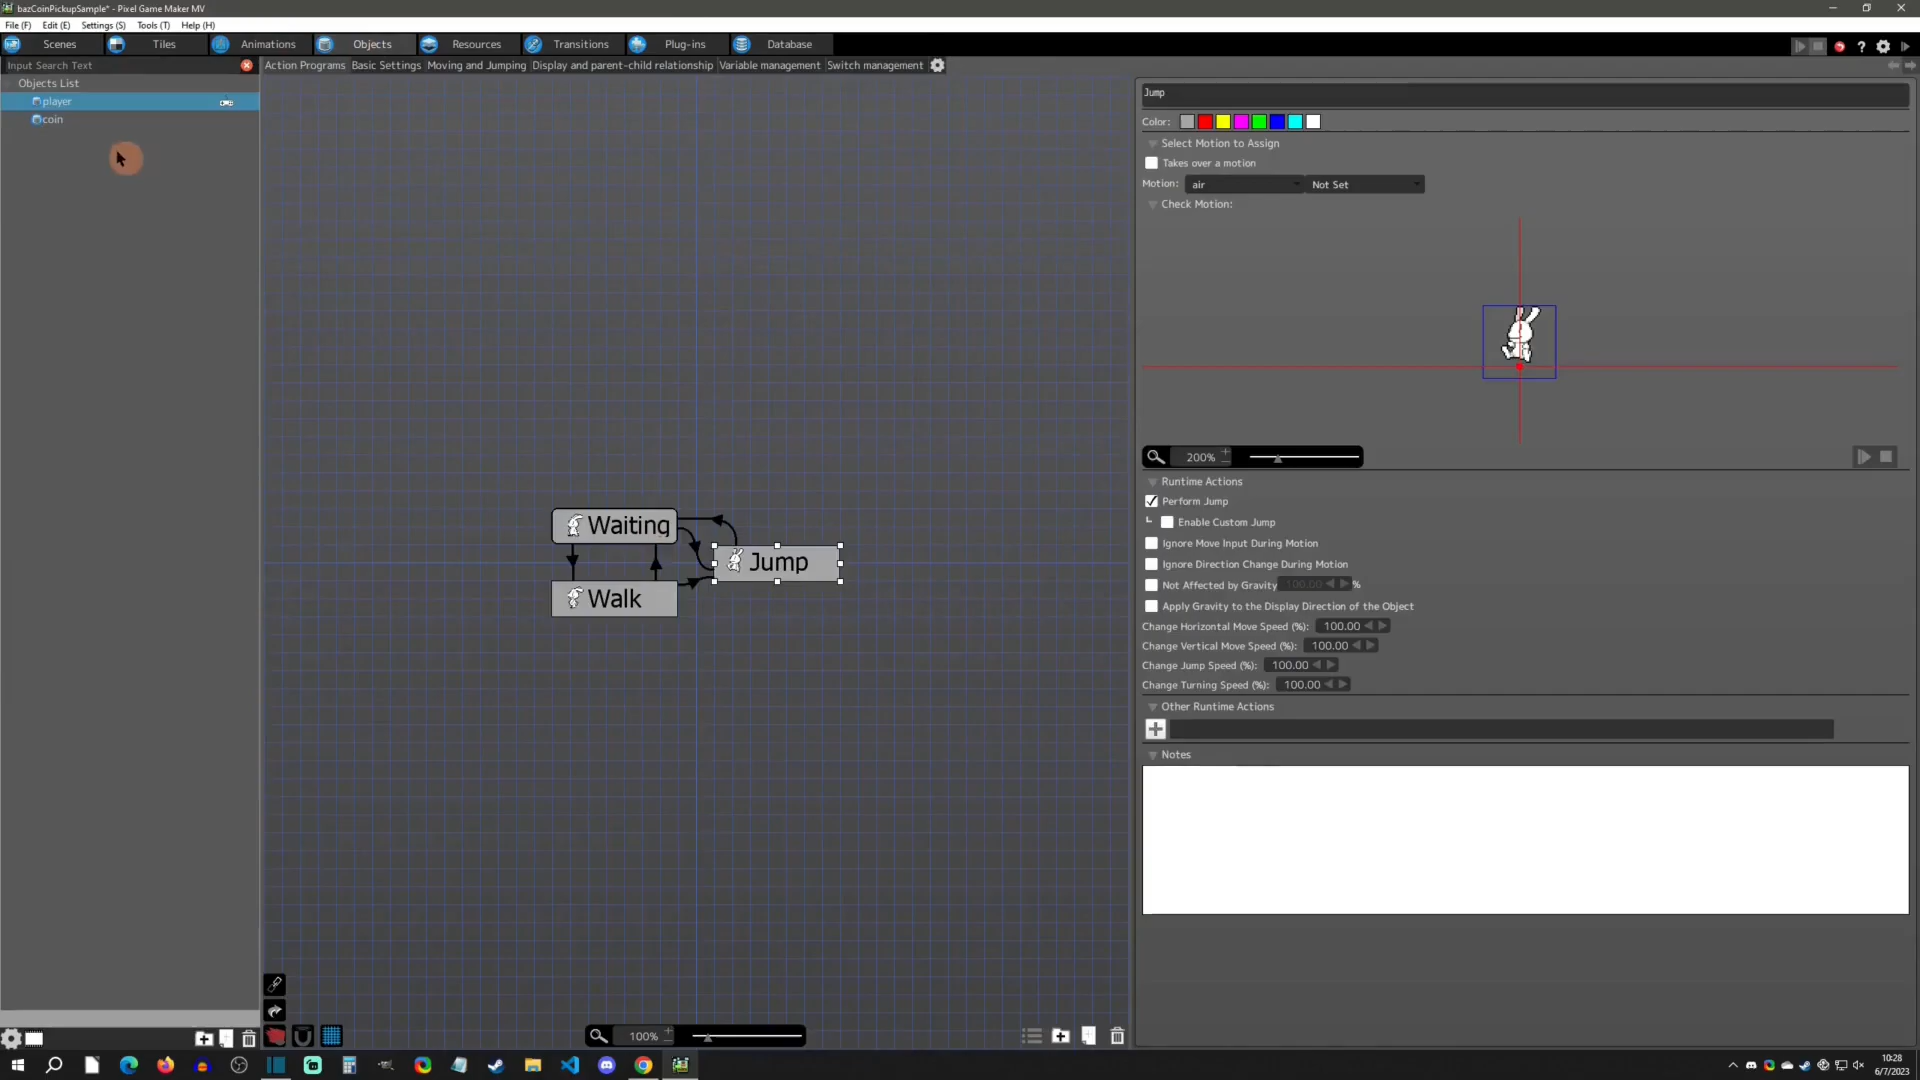 bazCoinPickupSample* - Pixel Game Maker MV
File (F) Edit (E) Settings (S) Tools (T) Help (H)
Scenes Tiles Animations Objects Resources Transitions Plug-ins Database
Input Search Text
Action Programs Basic Settings Moving and Jumping Display and parent-child relationship Variable management Switch management
Objects List
player
coin
Waiting
Jump
Walk
100%
Jump
Color:
Select Motion to Assign
Takes over a motion
Motion: air Not Set
Check Motion:
200%
Runtime Actions
Perform Jump
Enable Custom Jump
Ignore Move Input During Motion
Ignore Direction Change During Motion
Not Affected by Gravity 100.00 %
Apply Gravity to the Display Direction of the Object
Change Horizontal Move Speed (%): 100.00
Change Vertical Move Speed (%): 100.00
Change Jump Speed (%): 100.00
Change Turning Speed (%): 100.00
Other Runtime Actions
Notes
10:28
6/7/2023